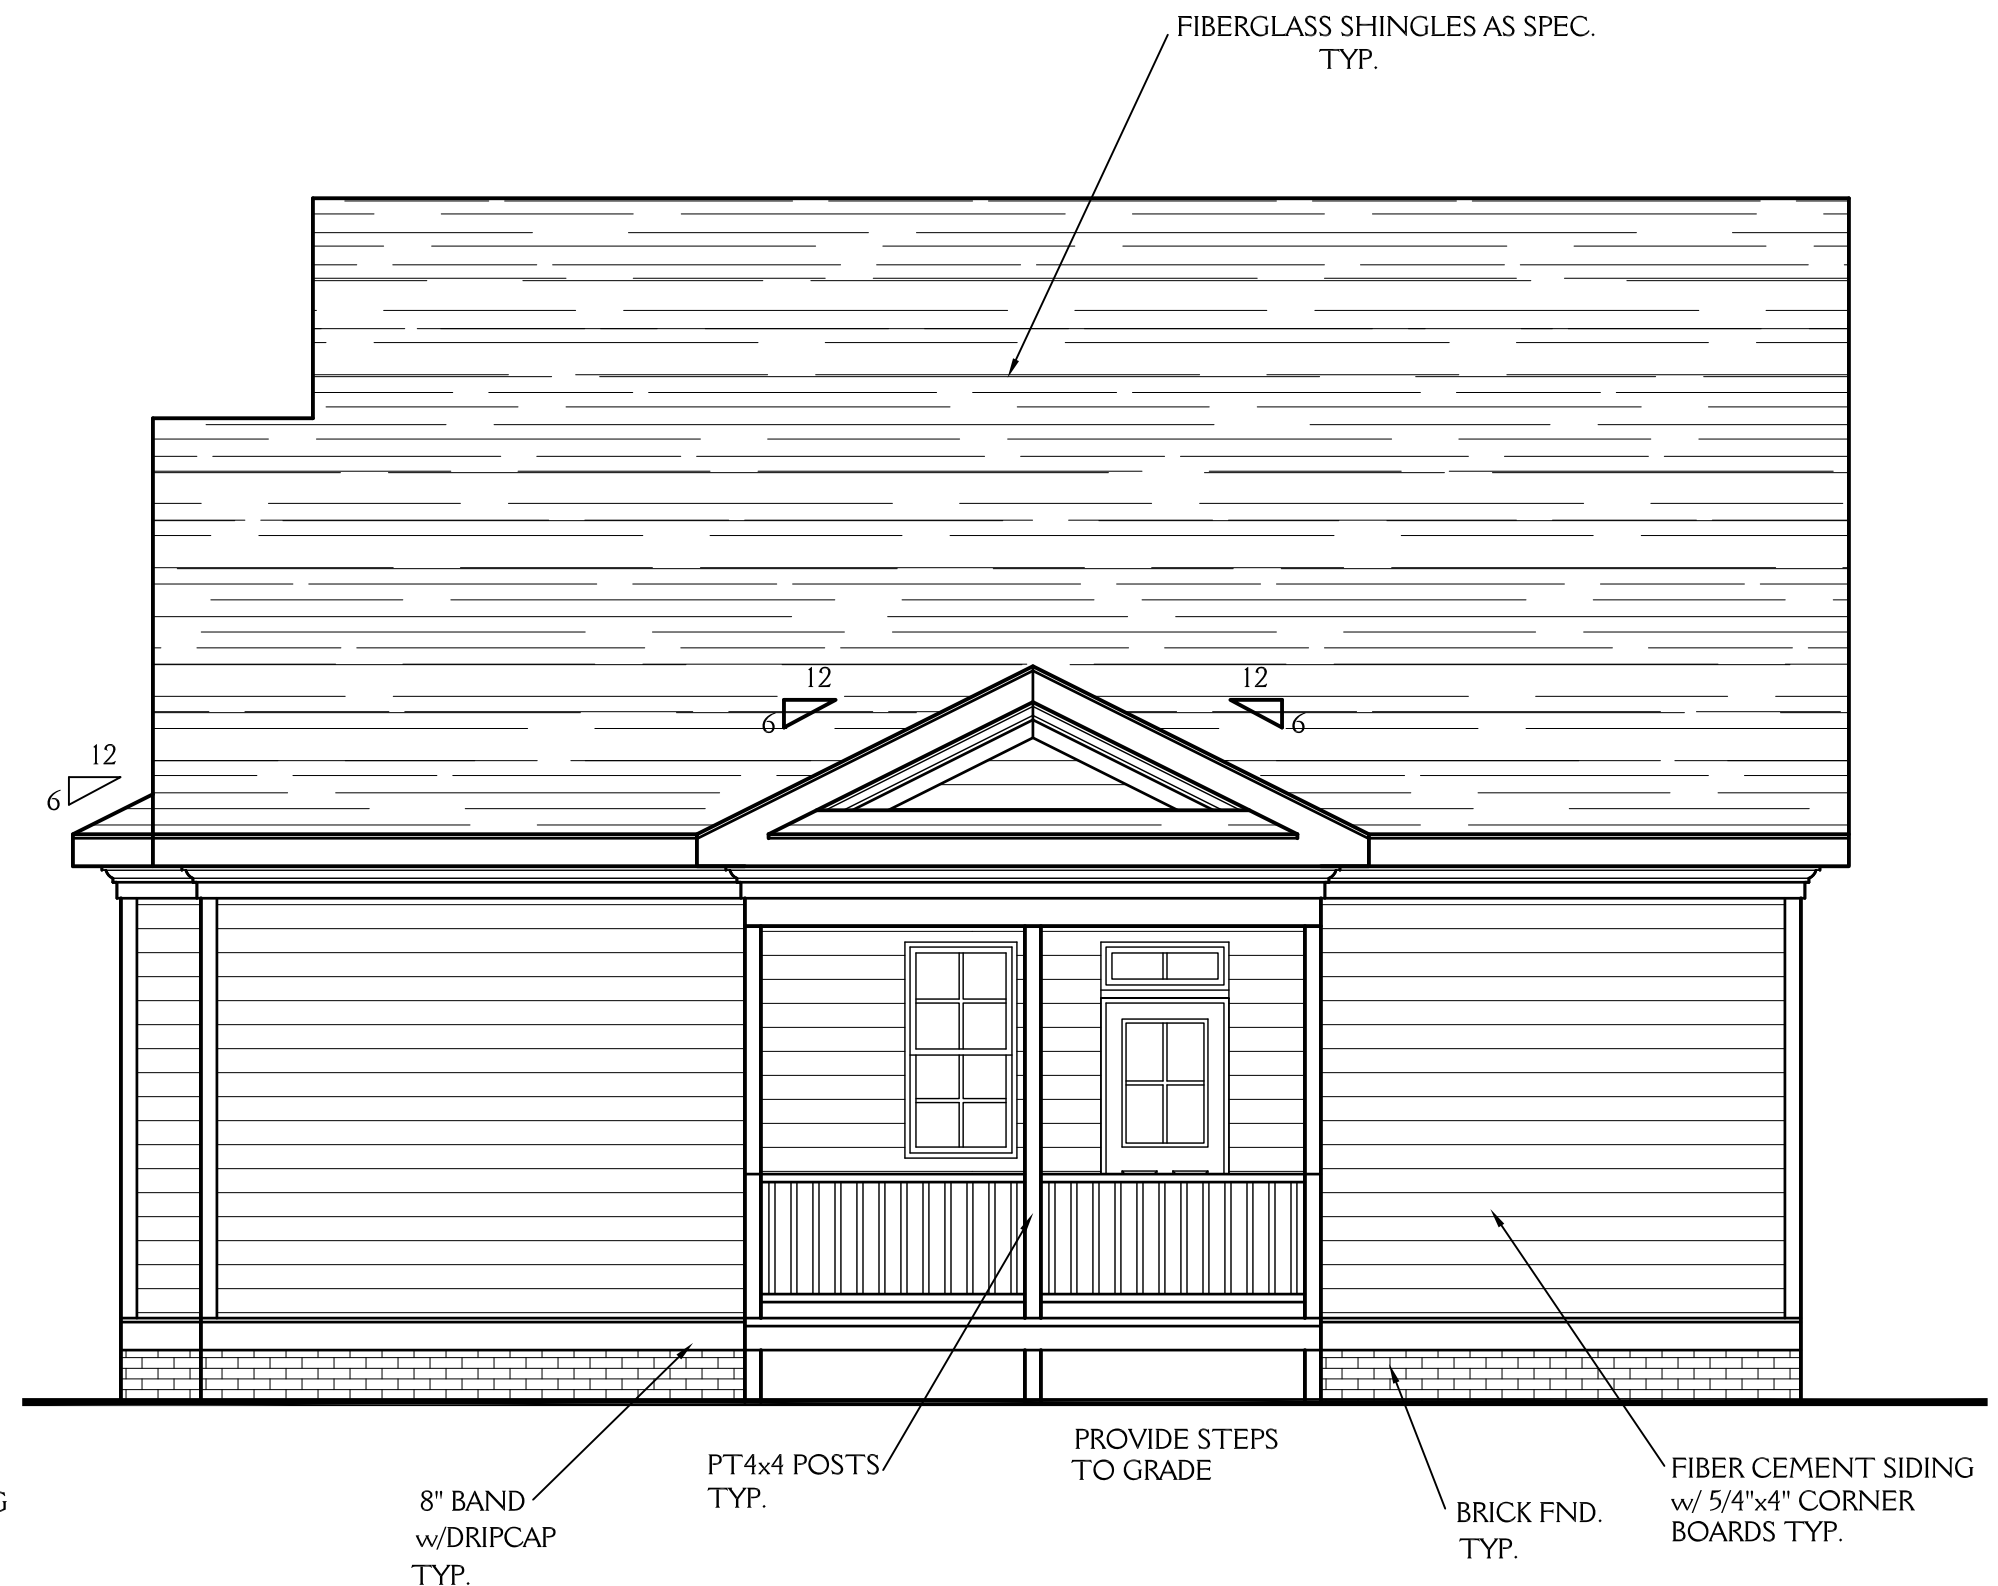 FIBERGLASS SHINGLES AS SPEC.
TYP.
12
6
12
6
12
6
PROVIDE STEPS
TO GRADE
PT4x4 POSTS
TYP.
8" BAND
w/DRIPCAP
TYP.
BRICK FND.
TYP.
FIBER CEMENT SIDING
w/ 5/4"x4" CORNER
BOARDS TYP.
G